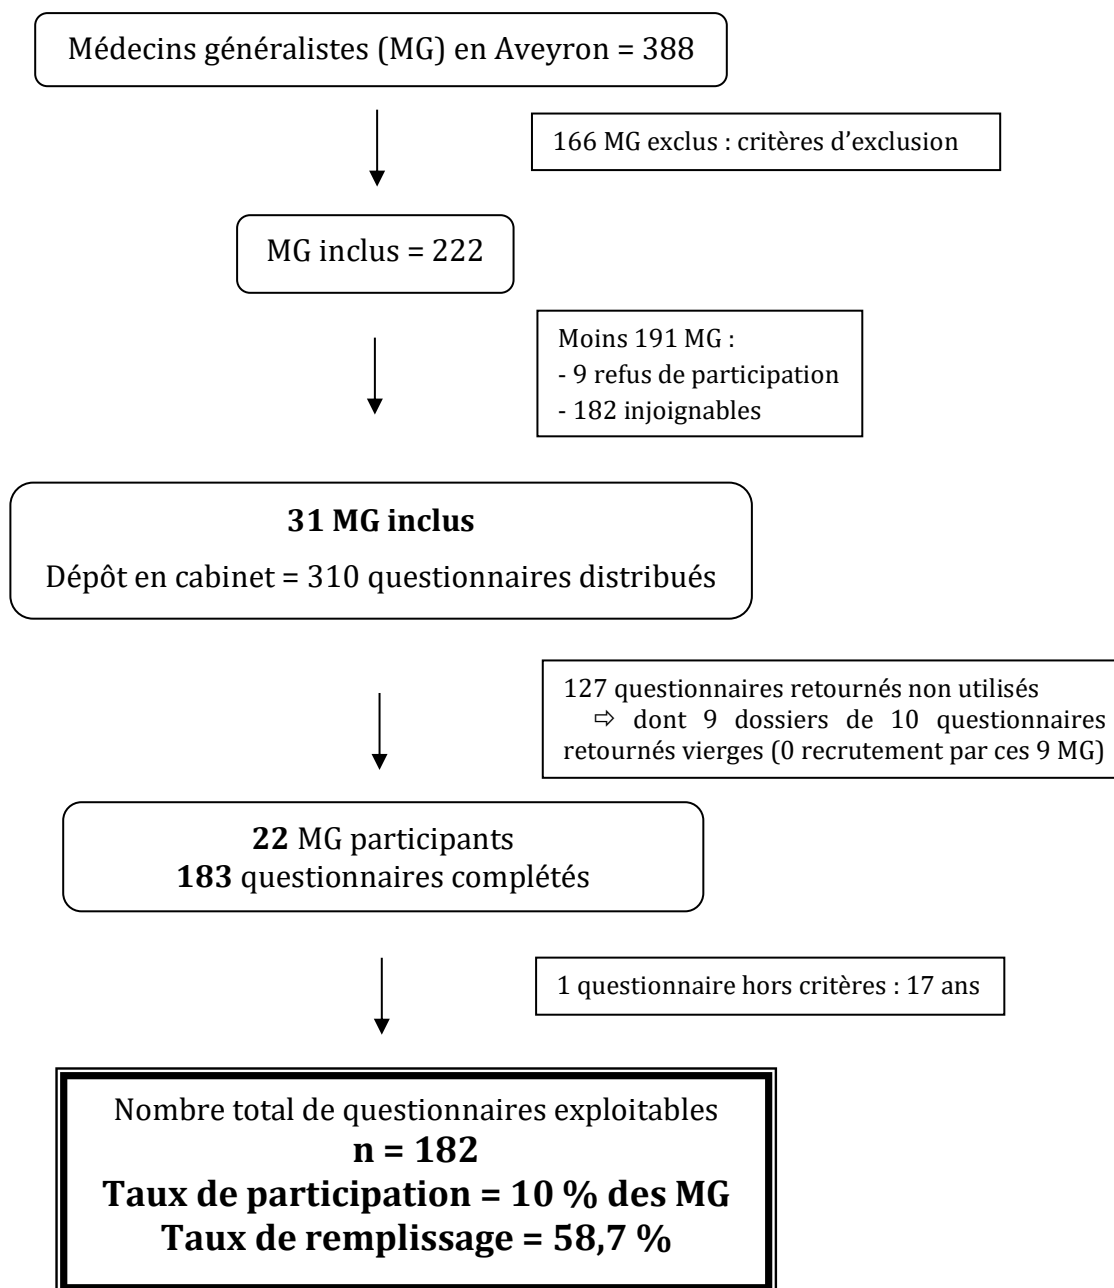 Médecins généralistes (MG) en Aveyron = 388
166 MG exclus : critères d’exclusion
MG inclus = 222
Moins 191 MG :
- 9 refus de participation
- 182 injoignables
31 MG inclus
Dépôt en cabinet = 310 questionnaires distribués
127 questionnaires retournés non utilisés
⇨ dont 9 dossiers de 10 questionnaires
retournés vierges (0 recrutement par ces 9 MG)
22 MG participants
183 questionnaires complétés
1 questionnaire hors critères : 17 ans
Nombre total de questionnaires exploitables
n = 182
Taux de participation = 10 % des MG
Taux de remplissage = 58,7 %